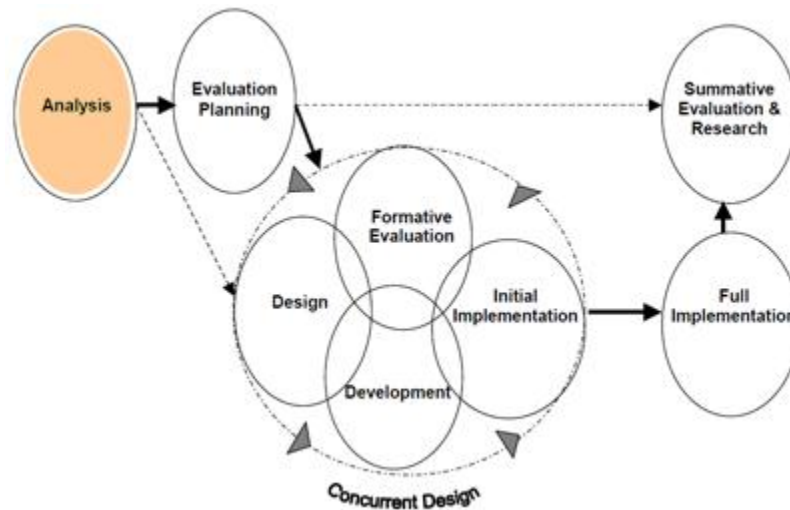 Analysis
Evaluation
Planning
Summative
Evaluation &
Research
Formative
Evaluation
Design
Initial
Implementation
Full
Implementation
Development
Concurrent Design